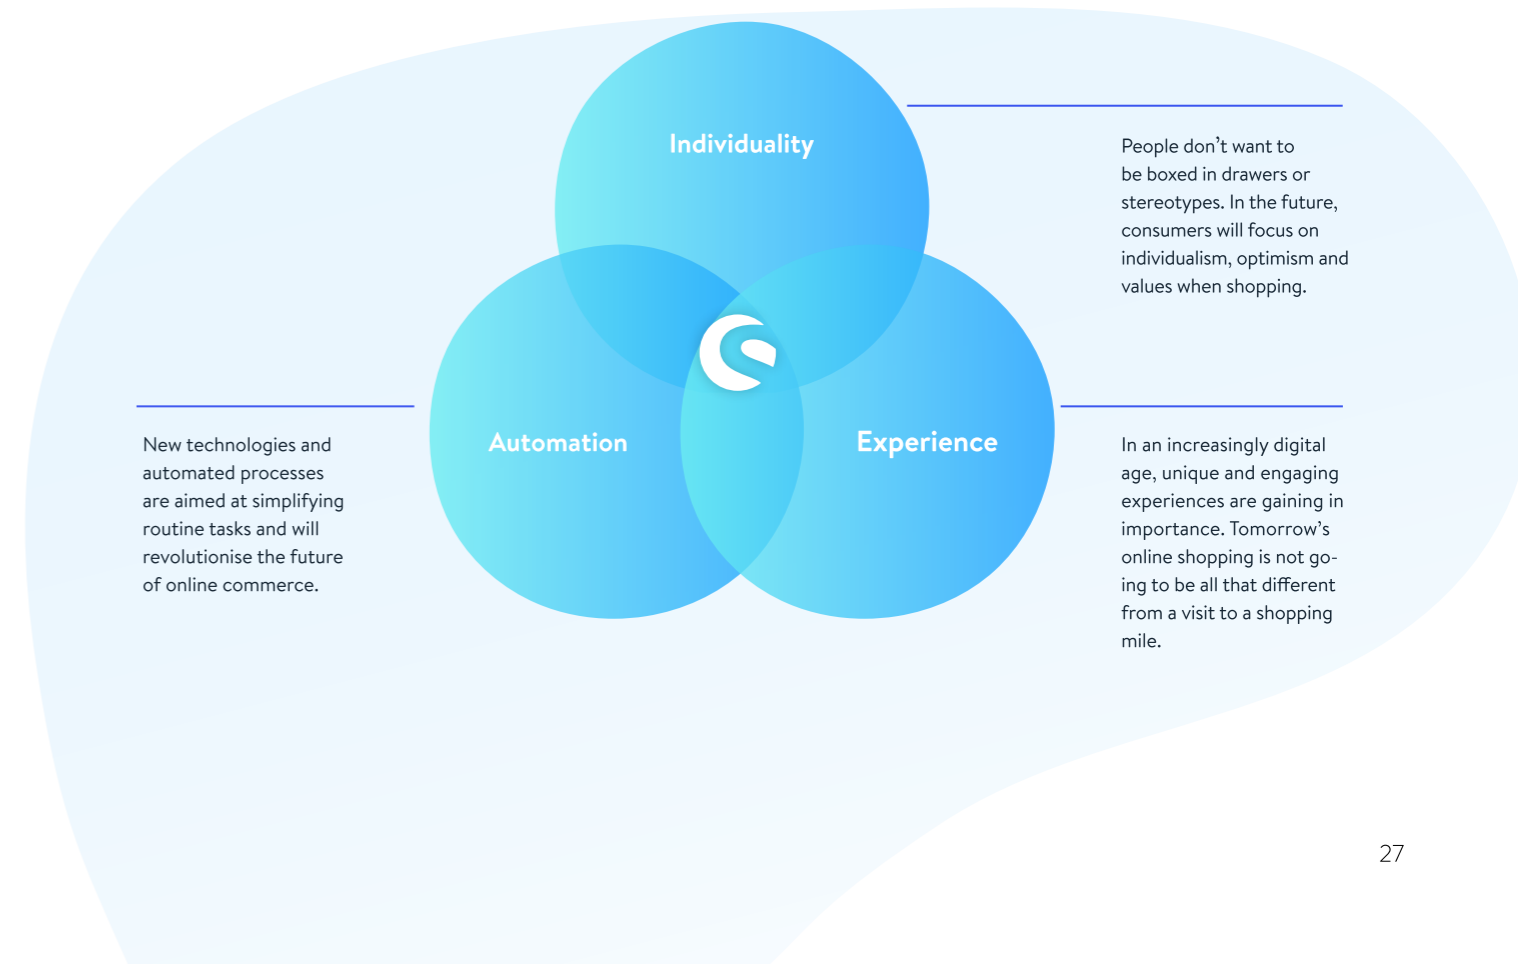 Individuality
People don’t want to
be boxed in drawers or
stereotypes. In the future,
consumers will focus on
individualism, optimism and
values when shopping.
Automation
New technologies and
automated processes
are aimed at simplifying
routine tasks and will
revolutionise the future
of online commerce.
Experience
In an increasingly digital
age, unique and engaging
experiences are gaining in
importance. Tomorrow’s
online shopping is not go-
ing to be all that different
from a visit to a shopping
mile.
27